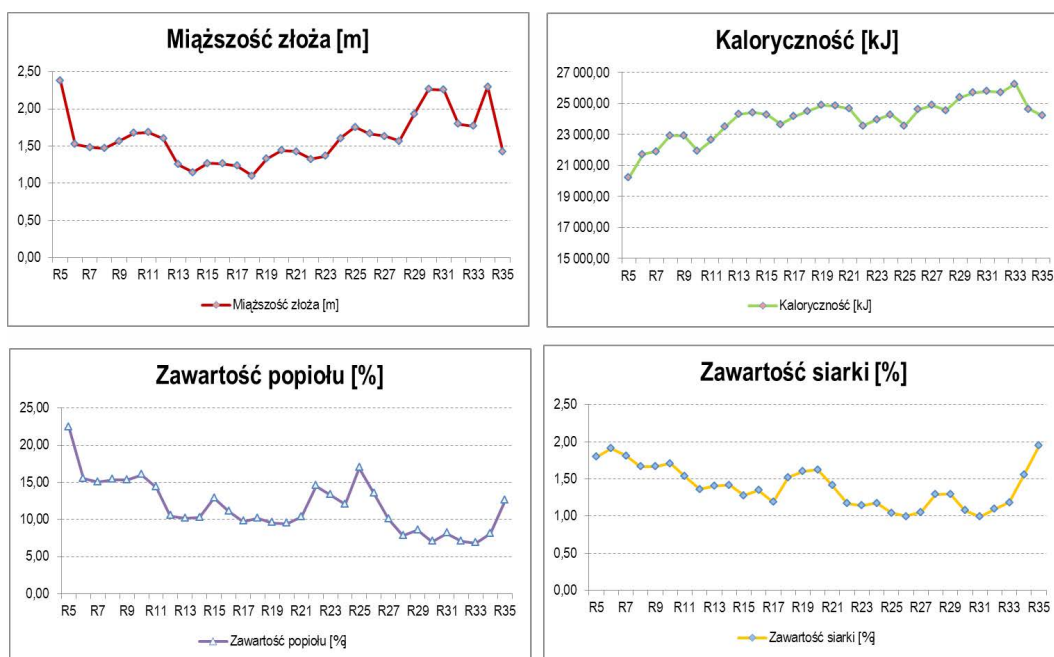 Miąższość złoża [m]
2,50
2,00
1,50
1,00
0,50
0,00
R5 R7 R9 R11 R13 R15 R17 R19 R21 R23 R25 R27 R29 R31 R33 R35
Miąższość złoża [m]
Kaloryczność [kJ]
27 000,00
25 000,00
23 000,00
21 000,00
19 000,00
17 000,00
15 000,00
R5 R7 R9 R11 R13 R15 R17 R19 R21 R23 R25 R27 R29 R31 R33 R35
Kaloryczność [kJ]
Zawartość popiołu [%]
25,00
20,00
15,00
10,00
5,00
0,00
R5 R7 R9 R11 R13 R15 R17 R19 R21 R23 R25 R27 R29 R31 R33 R35
Zawartość popiołu [%]
Zawartość siarki [%]
2,50
2,00
1,50
1,00
0,50
0,00
R5 R7 R9 R11 R13 R15 R17 R19 R21 R23 R25 R27 R29 R31 R33 R35
Zawartość siarki [%]